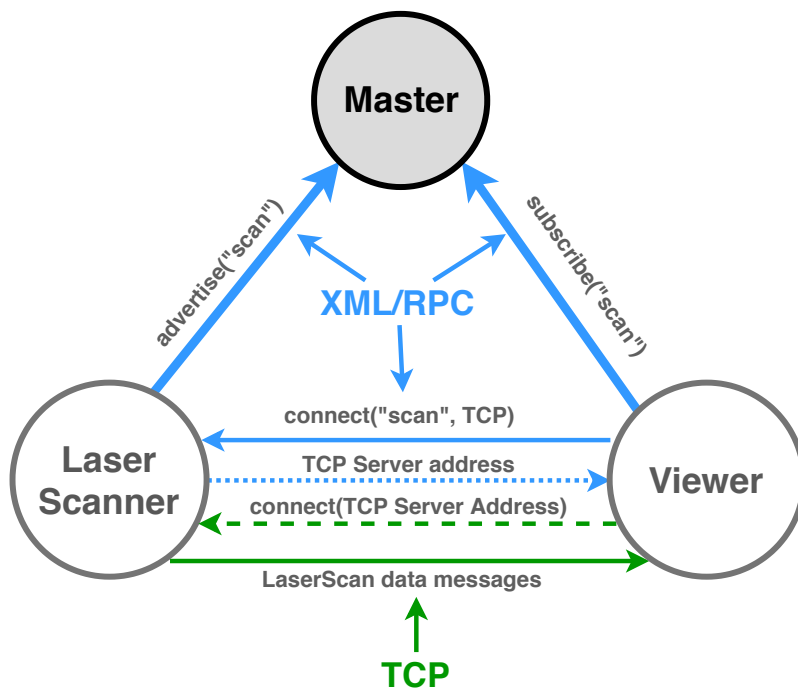 Master
advertise("scan")
subscribe("scan")
XML/RPC
connect("scan", TCP)
Laser
Scanner
TCP Server address
Viewer
connect(TCP Server Address)
LaserScan data messages
TCP